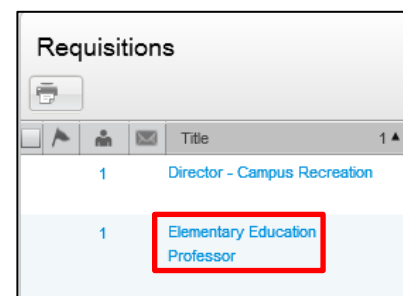 Requisitions
Title 1▲
1 Director - Campus Recreation
1 Elementary Education
Professor